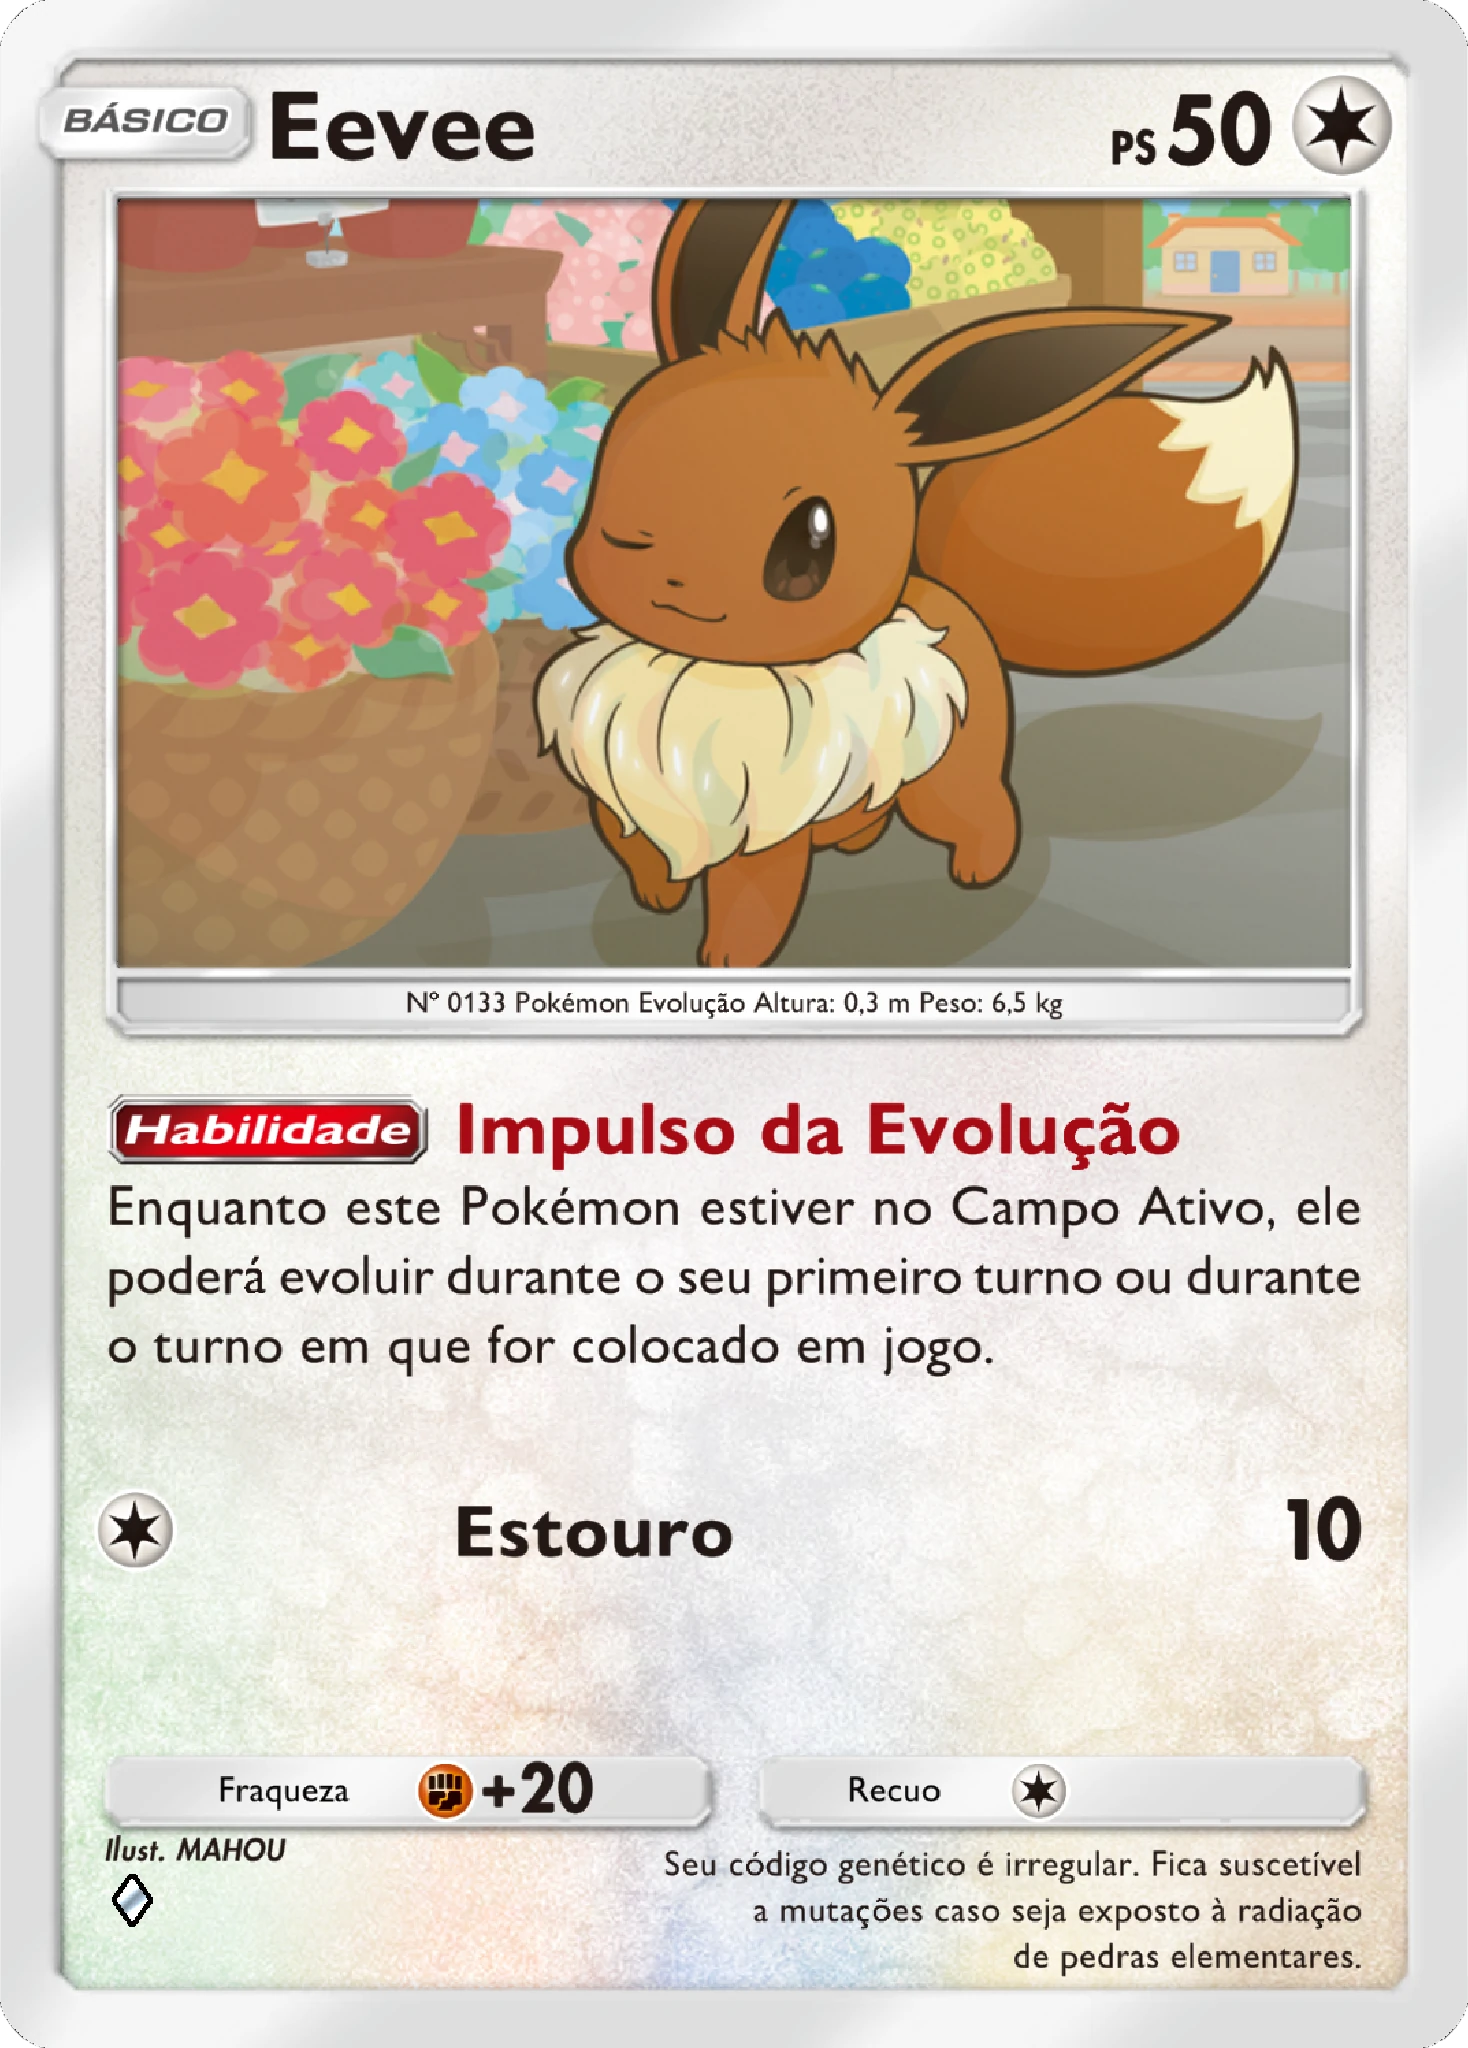 BÁSICO Eevee PS 50
Nº 0133 Pokémon Evolução Altura: 0,3 m Peso: 6,5 kg
Habilidade Impulso da Evolução
Enquanto este Pokémon estiver no Campo Ativo, ele
poderá evoluir durante o seu primeiro turno ou durante
o turno em que for colocado em jogo.
Estouro 10
Fraqueza +20 Recuo
Ilust. MAHOU
Seu código genético é irregular. Fica suscetível
a mutações caso seja exposto à radiação
de pedras elementares.